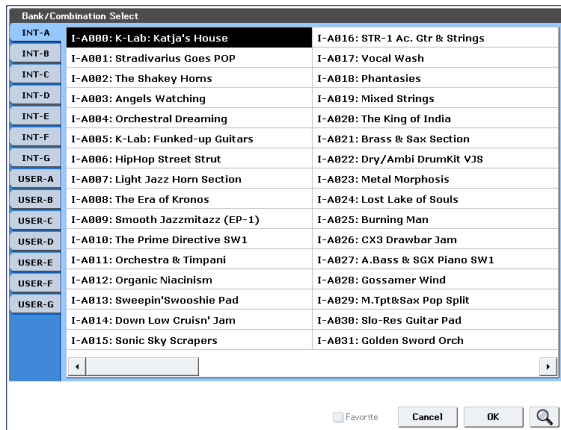 Bank/Combination Select
INT-A
INT-B
INT-C
INT-D
INT-E
INT-F
INT-G
USER-A
USER-B
USER-C
USER-D
USER-E
USER-F
USER-G
I-A000: K-Lab: Katja's House
I-A001: Stradivarius Goes POP
I-A002: The Shakey Horns
I-A003: Angels Watching
I-A004: Orchestral Dreaming
I-A005: K-Lab: Funked-up Guitars
I-A006: HipHop Street Strut
I-A007: Light Jazz Horn Section
I-A008: The Era of Kronos
I-A009: Smooth Jazzmitazz (EP-1)
I-A010: The Prime Directive SW1
I-A011: Orchestra & Timpani
I-A012: Organic Niacinism
I-A013: Sweepin'Swooshie Pad
I-A014: Down Low Cruisn' Jam
I-A015: Sonic Sky Scrapers
I-A016: STR-1 Ac. Gtr & Strings
I-A017: Vocal Wash
I-A018: Phantasies
I-A019: Mixed Strings
I-A020: The King of India
I-A021: Brass & Sax Section
I-A022: Dry/Ambi DrumKit VJS
I-A023: Metal Morphosis
I-A024: Lost Lake of Souls
I-A025: Burning Man
I-A026: CX3 Drawbar Jam
I-A027: A.Bass & SGX Piano SW1
I-A028: Gossamer Wind
I-A029: M.Tpt&Sax Pop Split
I-A030: Slo-Res Guitar Pad
I-A031: Golden Sword Orch
Favorite
Cancel
OK